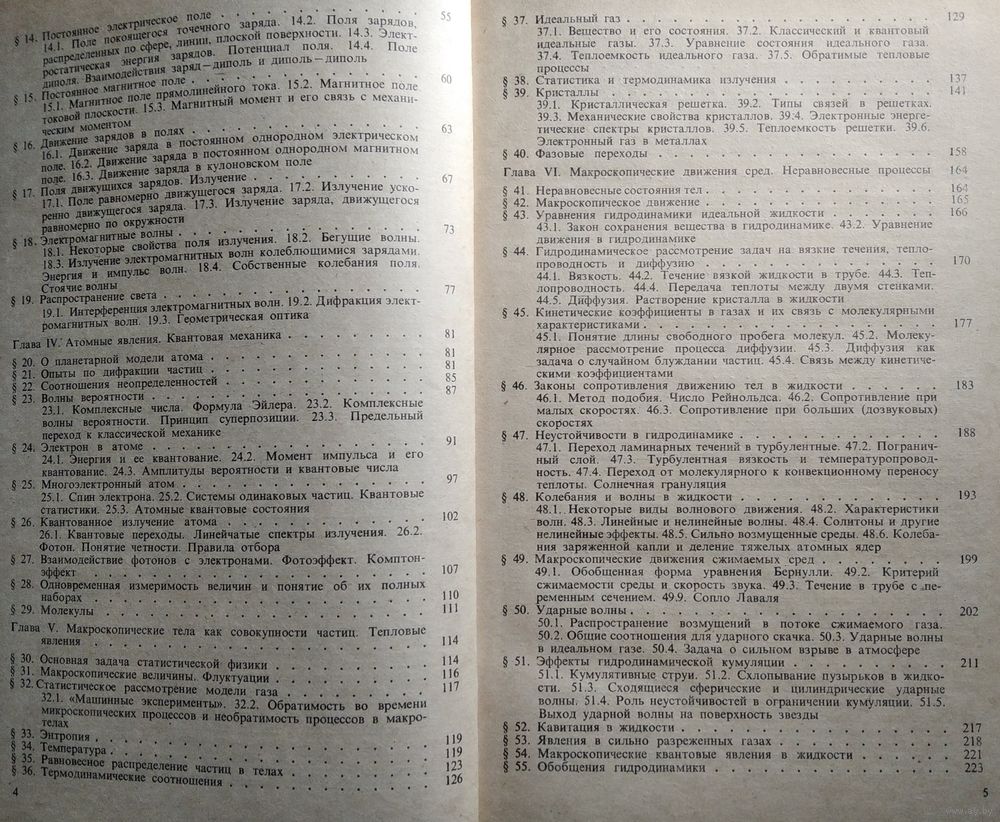 § 14. Постоянное электрическое поле . . . . . . . . . . 55
14.1. Поле покоящегося точечного заряда. 14.2. Поля зарядов,
распределенных по сфере, линии, плоской поверхности. 14.3. Элект-
ростатическая энергия зарядов. Потенциал поля. 14.4. Поле
диполя. Взаимодействия заряд—диполь и диполь—диполь
§ 15. Постоянное магнитное поле . . . . . . . . . . 60
15.1. Магнитное поле прямолинейного тока. 15.2. Магнитное поле
токовой плоскости. 15.3. Магнитный момент и его связь с механи-
ческим моментом
§ 16. Движение зарядов в полях . . . . . . . . . . 63
16.1. Движение заряда в постоянном однородном электрическом
поле. 16.2. Движение заряда в постоянном однородном магнитном
поле. 16.3. Движение заряда в кулоновском поле
§ 17. Поля движущихся зарядов. Излучение . . . . . . . . . . 67
17.1. Поле равномерно движущегося заряда. 17.2. Излучение уско-
ренно движущегося заряда. 17.3. Излучение заряда, движущегося
равномерно по окружности
§ 18. Электромагнитные волны . . . . . . . . . . 73
18.1. Некоторые свойства поля излучения. 18.2. Бегущие волны.
18.3. Излучение электромагнитных волн колеблющимися зарядами.
Энергия и импульс волн. 18.4. Собственные колебания поля.
Стоячие волны
§ 19. Распространение света . . . . . . . . . . 77
19.1. Интерференция электромагнитных волн. 19.2. Дифракция элект-
ромагнитных волн. 19.3. Геометрическая оптика
Глава IV. Атомные явления. Квантовая механика . . . . . . . . . . 81
§ 20. О планетарной модели атома . . . . . . . . . . 81
§ 21. Опыты по дифракции частиц . . . . . . . . . . 81
§ 22. Соотношения неопределенностей . . . . . . . . . . 85
§ 23. Волны вероятности . . . . . . . . . . 87
23.1. Комплексные числа. Формула Эйлера. 23.2. Комплексные
волны вероятности. Принцип суперпозиции. 23.3. Предельный
переход к классической механике
§ 24. Электрон в атоме . . . . . . . . . . 91
24.1. Энергия и ее квантование. 24.2. Момент импульса и его
квантование. 24.3. Амплитуды вероятности и квантовые числа
§ 25. Многоэлектронный атом . . . . . . . . . . 97
25.1. Спин электрона. 25.2. Системы одинаковых частиц. Квантовые
статистики. 25.3. Атомные квантовые состояния
§ 26. Квантованное излучение атома . . . . . . . . . . 102
26.1. Квантовые переходы. Линейчатые спектры излучения. 26.2.
Фотон. Понятие четности. Правила отбора
§ 27. Взаимодействие фотонов с электронами. Фотоэффект. Комптон-
эффект . . . . . . . . . . 107
§ 28. Одновременная измеримость величин и понятие об их полных
наборах . . . . . . . . . . 110
§ 29. Молекулы . . . . . . . . . . 111
Глава V. Макроскопические тела как совокупности частиц. Тепловые
явления . . . . . . . . . . 114
§ 30. Основная задача статистической физики . . . . . . . . . . 114
§ 31. Макроскопические величины. Флуктуации . . . . . . . . . . 116
§ 32. Статистическое рассмотрение модели газа . . . . . . . . . . 117
32.1. «Машинные эксперименты». 32.2. Обратимость во времени
микроскопических процессов и необратимость процессов в макро-
телах
§ 33. Энтропия . . . . . . . . . . 119
§ 34. Температура . . . . . . . . . . 119
§ 35. Равновесное распределение частиц в телах . . . . . . . . . . 123
§ 36. Термодинамические соотношения . . . . . . . . . . 126
4
§ 37. Идеальный газ . . . . . . . . . . 129
37.1. Вещество и его состояния. 37.2. Классический и квантовый
идеальные газы. 37.3. Уравнение состояния идеального газа.
37.4. Теплоемкость идеального газа. 37.5. Обратимые тепловые
процессы
§ 38. Статистика и термодинамика излучения . . . . . . . . . . 137
§ 39. Кристаллы . . . . . . . . . . 141
39.1. Кристаллическая решетка. 39.2. Типы связей в решетках.
39.3. Механические свойства кристаллов. 39.4. Электронные энерге-
тические спектры кристаллов. 39.5. Теплоемкость решетки. 39.6.
Электронный газ в металлах
§ 40. Фазовые переходы . . . . . . . . . . 158
Глава VI. Макроскопические движения сред. Неравновесные процессы 164
§ 41. Неравновесные состояния тел . . . . . . . . . . 164
§ 42. Макроскопическое движение . . . . . . . . . . 165
§ 43. Уравнения гидродинамики идеальной жидкости . . . . . . . . . . 166
43.1. Закон сохранения вещества в гидродинамике. 43.2. Уравнение
движения в гидродинамике
§ 44. Гидродинамическое рассмотрение задач на вязкие течения, тепло-
проводность и диффузию . . . . . . . . . . 170
44.1. Вязкость. 44.2. Течение вязкой жидкости в трубе. 44.3. Теп-
лопроводность. 44.4. Передача теплоты между двумя стенками.
44.5. Диффузия. Растворение кристалла в жидкости
§ 45. Кинетические коэффициенты в газах и их связь с молекулярными
характеристиками . . . . . . . . . . 177
45.1. Понятие длины свободного пробега молекул. 45.2. Молеку-
лярное рассмотрение процесса диффузии. 45.3. Диффузия как
задача о случайном блуждании частиц. 45.4. Связь между кинетиче-
скими коэффициентами
§ 46. Законы сопротивления движению тел в жидкости . . . . . . . . . . 183
46.1. Метод подобия. Число Рейнольдса. 46.2. Сопротивление при
малых скоростях. 46.3. Сопротивление при больших (дозвуковых)
скоростях
§ 47. Неустойчивости в гидродинамике . . . . . . . . . . 188
47.1. Переход ламинарных течений в турбулентные. 47.2. Погранич-
ный слой. 47.3. Турбулентная вязкость и температуропровод-
ность. 47.4. Переход от молекулярного к конвекционному переносу
теплоты. Солнечная грануляция
§ 48. Колебания и волны в жидкости . . . . . . . . . . 193
48.1. Некоторые виды волнового движения. 48.2. Характеристики
волн. 48.3. Линейные и нелинейные волны. 48.4. Солитоны и другие
нелинейные эффекты. 48.5. Сильно возмущенные среды. 48.6. Колеба-
ния заряженной капли и деление тяжелых атомных ядер
§ 49. Макроскопические движения сжимаемых сред . . . . . . . . . . 199
49.1. Обобщенная форма уравнения Бернулли. 49.2. Критерий
сжимаемости среды и скорость звука. 49.3. Течение в трубе с пе-
ременным сечением. 49.9. Сопло Лаваля
§ 50. Ударные волны . . . . . . . . . . 202
50.1. Распространение возмущений в потоке сжимаемого газа.
50.2. Общие соотношения для ударного скачка. 50.3. Ударные волны
в идеальном газе. 50.4. Задача о сильном взрыве в атмосфере
§ 51. Эффекты гидродинамической кумуляции . . . . . . . . . . 211
51.1. Кумулятивные струи. 51.2. Схлопывание пузырьков в жидко-
сти. 51.3. Сходящиеся сферические и цилиндрические ударные
волны. 51.4. Роль неустойчивостей в ограничении кумуляции. 51.5.
Выход ударной волны на поверхность звезды
§ 52. Кавитация в жидкости . . . . . . . . . . 217
§ 53. Явления в сильно разреженных газах . . . . . . . . . . 218
§ 54. Макроскопические квантовые явления в жидкости . . . . . . . . . . 221
§ 55. Обобщения гидродинамики . . . . . . . . . . 223
5